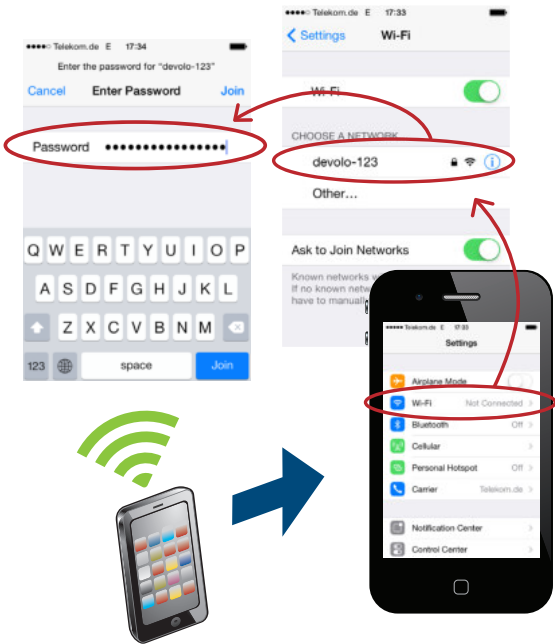 Telekom.de E 17:34
Enter the password for "devolo-123"
Cancel Enter Password Join
Password ••••••••••••••••
Q W E R T Y U I O P
A S D F G H J K L
Z X C V B N M
123 space Join
Telekom.de E 17:33
Settings Wi-Fi
Wi-Fi
CHOOSE A NETWORK
devolo-123
Other...
Ask to Join Networks
Known networks
If no known
have to
Telekom.de E 17:33
Settings
Airplane Mode
Wi-Fi Not Connected
Bluetooth Off
Cellular
Personal Hotspot Off
Carrier Telekom.de
Notification Center
Control Center